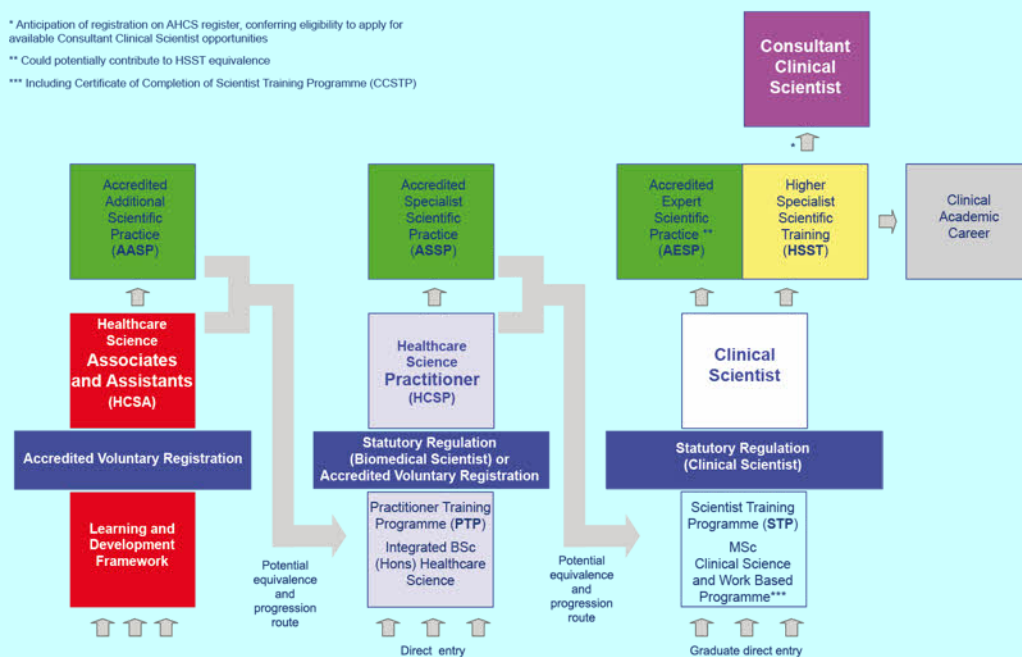 * Anticipation of registration on AHCS register, conferring eligibility to apply for
available Consultant Clinical Scientist opportunities
** Could potentially contribute to HSST equivalence
*** Including Certificate of Completion of Scientist Training Programme (CCSTP)
Consultant
Clinical
Scientist
*
Accredited
Additional
Scientific
Practice
(AASP)
Accredited
Specialist
Scientific
Practice
(ASSP)
Accredited
Expert
Scientific
Practice **
(AESP)
Higher
Specialist
Scientific
Training
(HSST)
Clinical
Academic
Career
Healthcare
Science
Associates
and Assistants
(HCSA)
Healthcare
Science
Practitioner
(HCSP)
Clinical
Scientist
Accredited Voluntary Registration
Statutory Regulation
(Biomedical Scientist) or
Accredited Voluntary Registration
Statutory Regulation
(Clinical Scientist)
Learning and
Development
Framework
Potential
equivalence
and
progression
route
Practitioner Training
Programme (PTP)
Integrated BSc
(Hons) Healthcare
Science
Potential
equivalence
and
progression
route
Scientist Training
Programme (STP)
MSc
Clinical Science
and Work Based
Programme***
Direct entry
Graduate direct entry